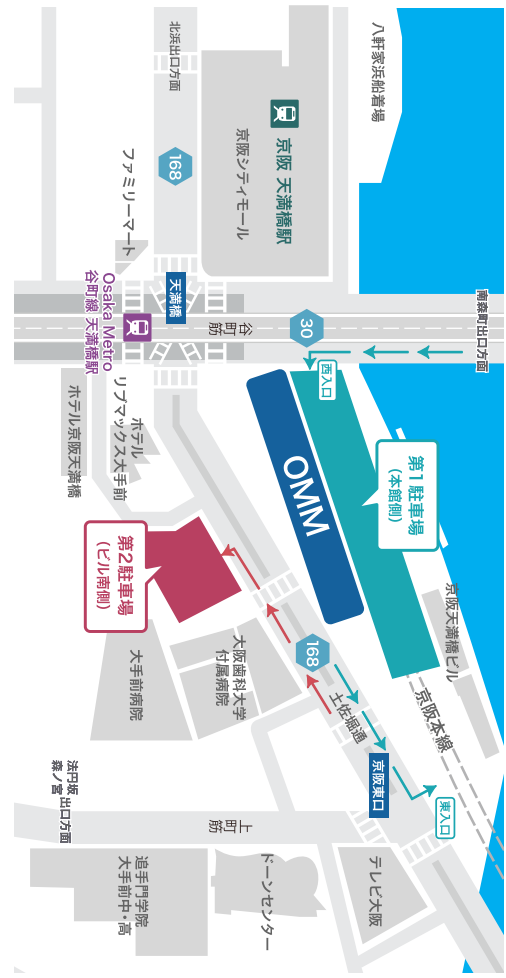 八軒家浜船着場
北浜出口方面
京阪 天満橋駅
京阪シティモール
168
ファミリーマート
天満橋
Osaka Metro
谷町線 天満橋駅
谷町
筋
30
南森町出口方面
西入口
ホテル京阪天満橋
ホテル
リブマックス大手前
OMM
第1駐車場
(本館側)
第2駐車場
(ビル南側)
京阪天満橋ビル
京阪本線
168
土佐堀通
大阪歯科大学
付属病院
大手前病院
京阪東口
東入口
法円坂
森ノ宮 出口方面
上町
筋
追手門学院
大手前中・高
ドーンセンター
テレビ大阪